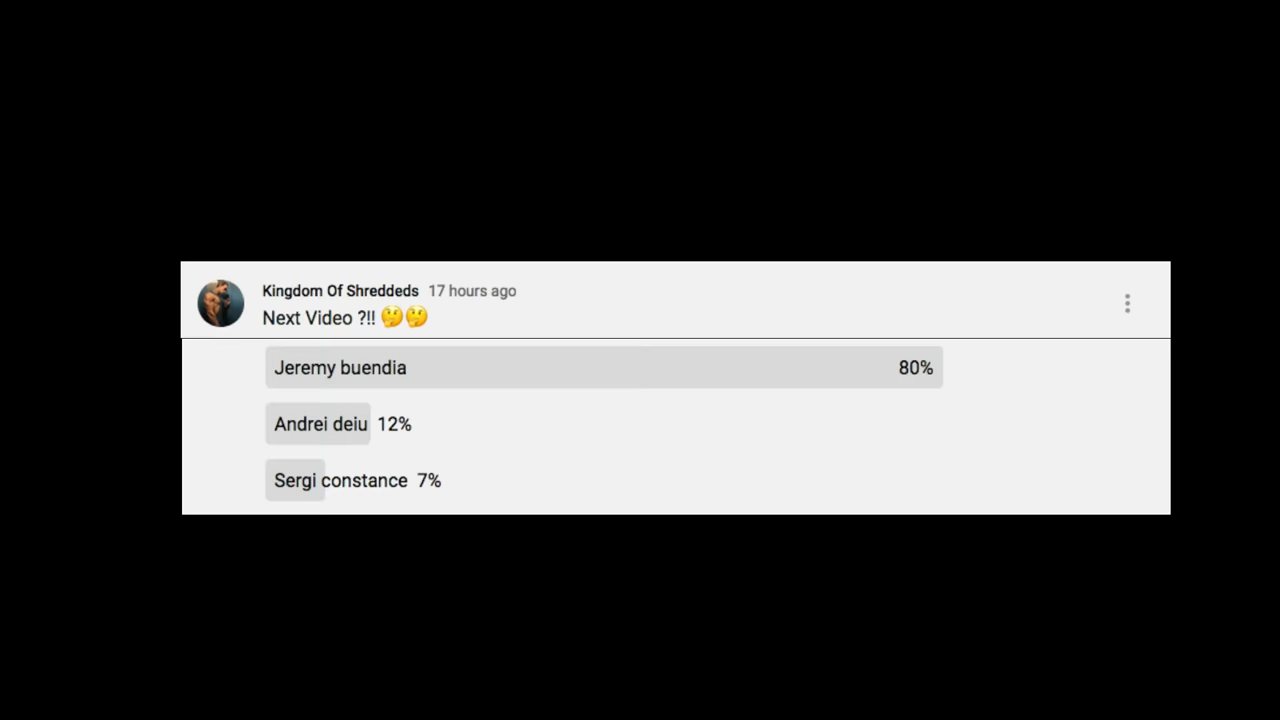 Kingdom Of Shreddeds 17 hours ago
Next Video ?!! 🤔🤔
Jeremy buendia 80%
Andrei deiu 12%
Sergi constance 7%